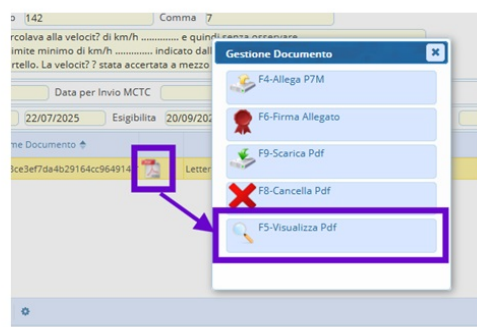 142 Comma 7
colava alla velocit? di km/h .............. e quindi senza osservare
imite minimo di km/h .............. indicato dall
rtello. La velocit? ? stata accertata a mezzo
Data per Invio MCTC
22/07/2025 Esigibilita 20/09/202
me Documento
3ce3ef7da4b29164cc964914 Letter
Gestione Documento
F4-Allega P7M
F6-Firma Allegato
F9-Scarica Pdf
F8-Cancella Pdf
F5-Visualizza Pdf